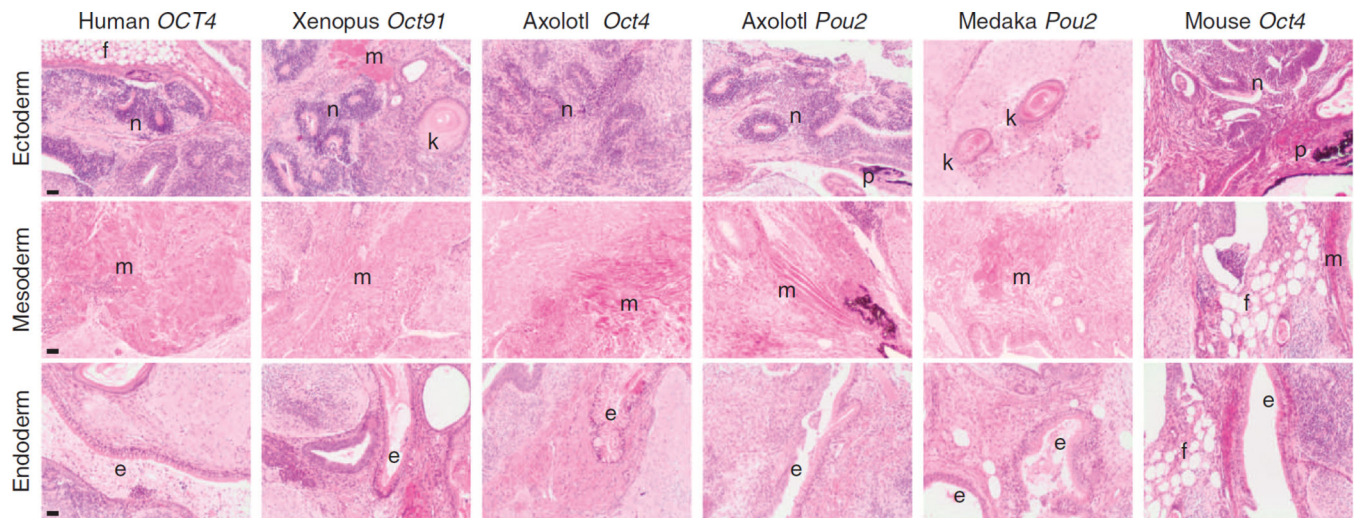 Human OCT4 Xenopus Oct91 Axolotl Oct4 Axolotl Pou2 Medaka Pou2 Mouse Oct4
Ectoderm
f
n
m
n
k
n
n
p
k
k
n
p
Mesoderm
m
m
m
m
m
f
m
Endoderm
e
e
e
e
e
e
f
e